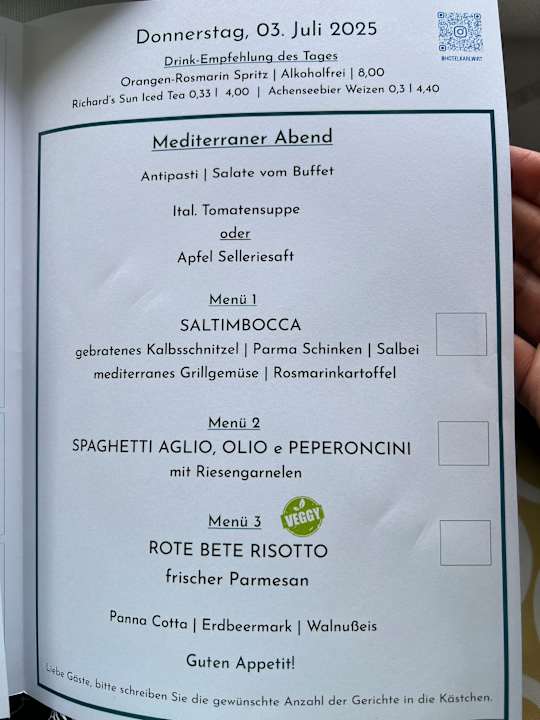 Donnerstag, 03. Juli 2025
@HOTELKARLWIRT
Drink-Empfehlung des Tages
Orangen-Rosmarin Spritz | Alkoholfrei | 8,00
Richard's Sun Iced Tea 0,33 l 4,00 | Achenseebier Weizen 0,3 l 4,40
Mediterraner Abend
Antipasti | Salate vom Buffet
Ital. Tomatensuppe
oder
Apfel Selleriesaft
Menü 1
SALTIMBOCCA
gebratenes Kalbsschnitzel | Parma Schinken | Salbei
mediterranes Grillgemüse | Rosmarinkartoffel
Menü 2
SPAGHETTI AGLIO, OLIO e PEPERONCINI
mit Riesengarnelen
Menü 3
VEGGY
ROTE BETE RISOTTO
frischer Parmesan
Panna Cotta | Erdbeermark | Walnußeis
Guten Appetit!
Liebe Gäste, bitte schreiben Sie die gewünschte Anzahl der Gerichte in die Kästchen.